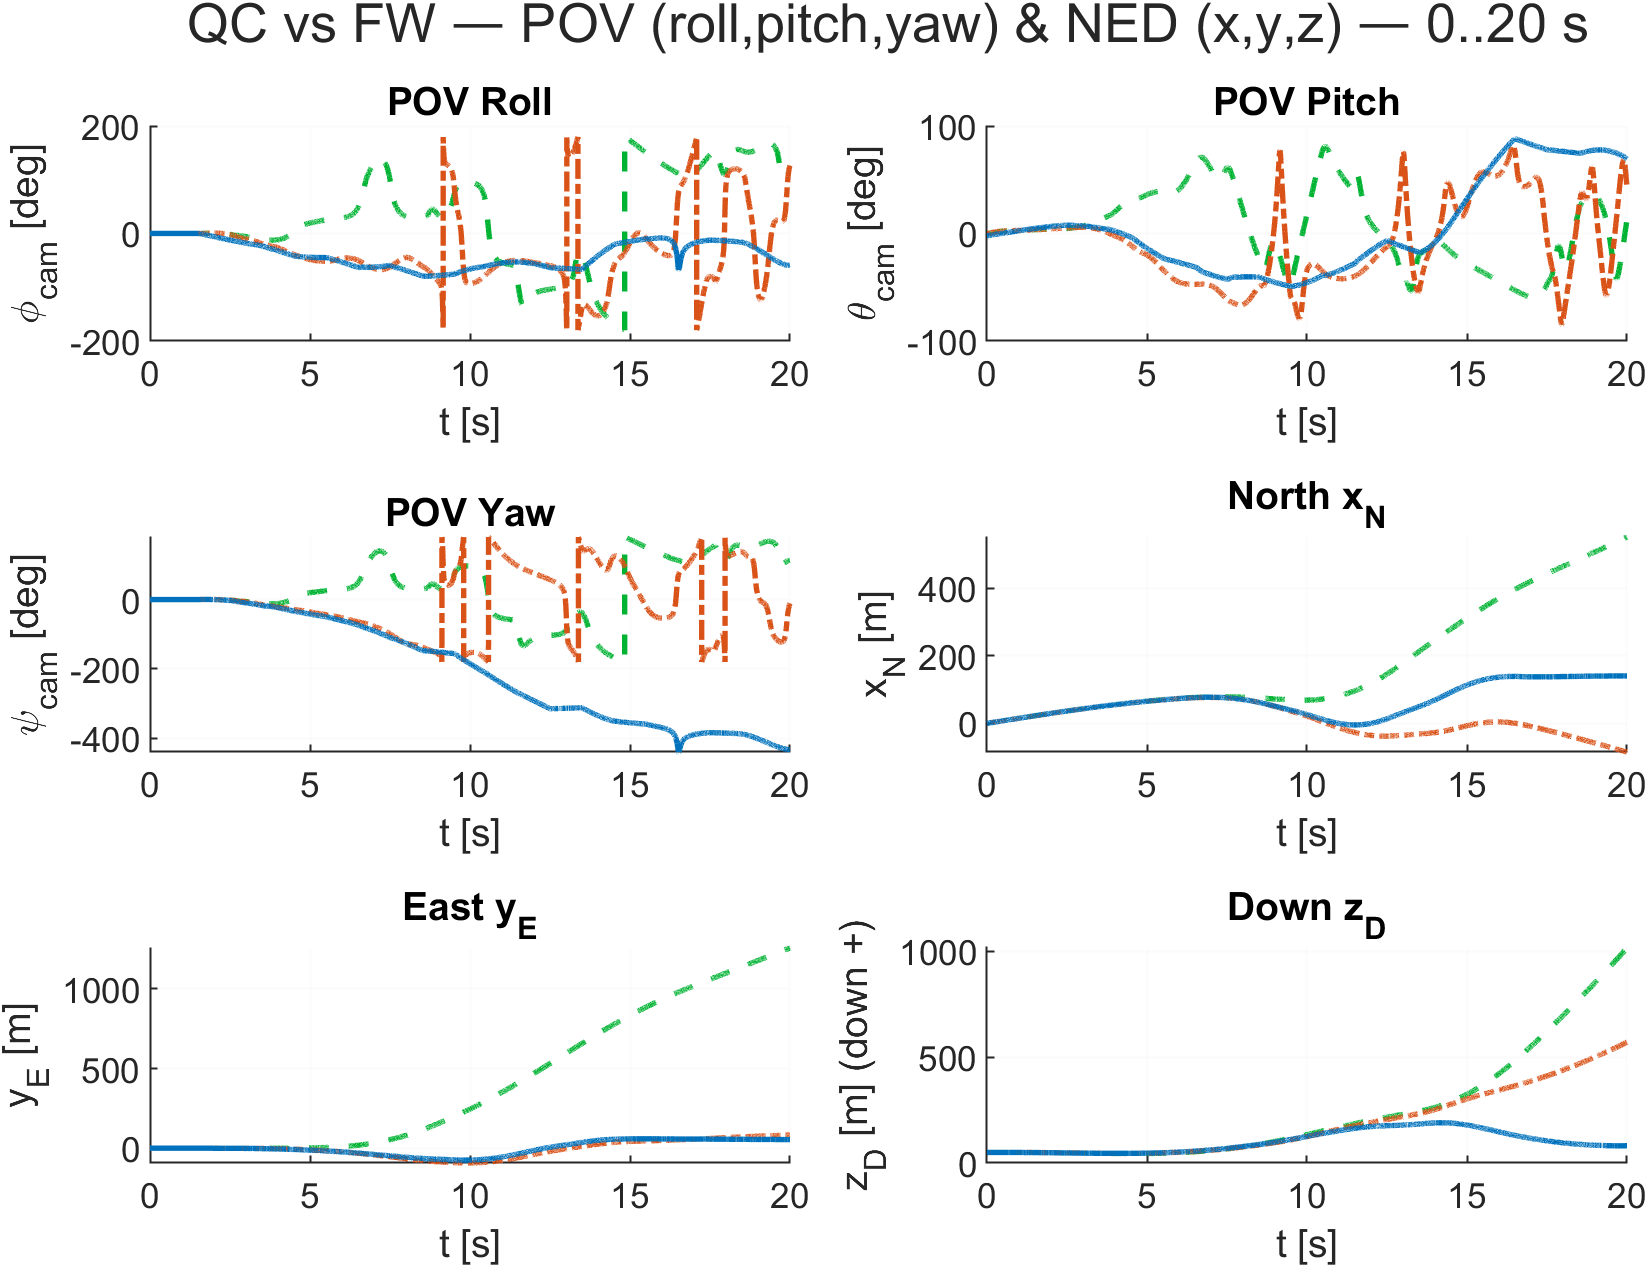 QC vs FW — POV (roll,pitch,yaw) & NED (x,y,z) — 0..20 s
POV Roll
200
0
-200
ϕcam [deg]
0 5 10 15 20
t [s]
POV Pitch
100
0
-100
θcam [deg]
0 5 10 15 20
t [s]
POV Yaw
0
-200
-400
ψcam [deg]
0 5 10 15 20
t [s]
North xN
400
200
0
xN [m]
0 5 10 15 20
t [s]
East yE
1000
500
0
yE [m]
0 5 10 15 20
t [s]
Down zD
1000
500
0
zD [m] (down +)
0 5 10 15 20
t [s]